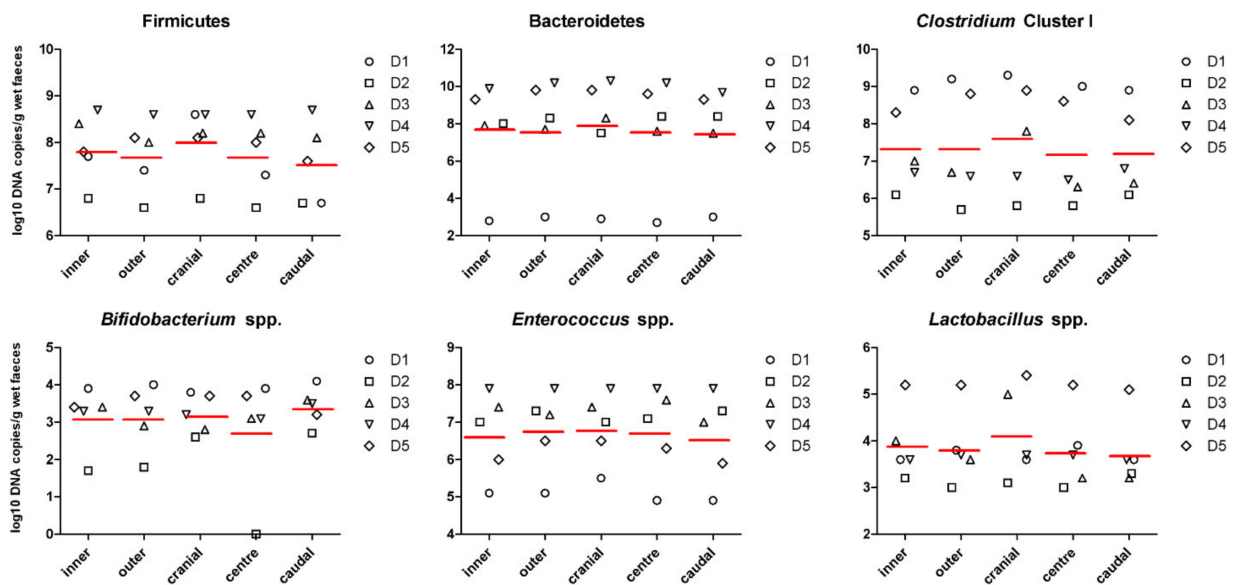 Firmicutes
log10 DNA copies/g wet faeces
9
8
7
6
inner
outer
cranial
centre
caudal
D1
D2
D3
D4
D5
Bacteroidetes
12
10
8
6
4
2
inner
outer
cranial
centre
caudal
D1
D2
D3
D4
D5
Clostridium Cluster I
10
9
8
7
6
5
inner
outer
cranial
centre
caudal
D1
D2
D3
D4
D5
Bifidobacterium spp.
log10 DNA copies/g wet faeces
5
4
3
2
1
0
inner
outer
cranial
centre
caudal
D1
D2
D3
D4
D5
Enterococcus spp.
9
8
7
6
5
4
inner
outer
cranial
centre
caudal
D1
D2
D3
D4
D5
Lactobacillus spp.
6
5
4
3
2
inner
outer
cranial
centre
caudal
D1
D2
D3
D4
D5